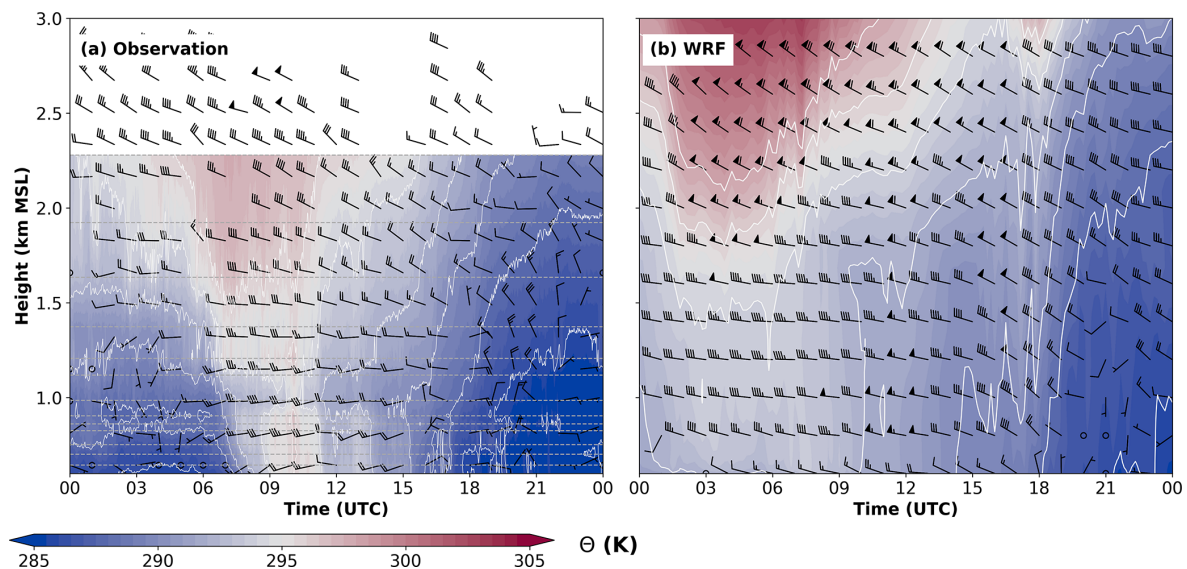 (a) Observation
(b) WRF
Height (km MSL)
3.0
2.5
2.0
1.5
1.0
00 03 06 09 12 15 18 21 00
00 03 06 09 12 15 18 21 00
Time (UTC)
Time (UTC)
285 290 295 300 305
Θ (K)